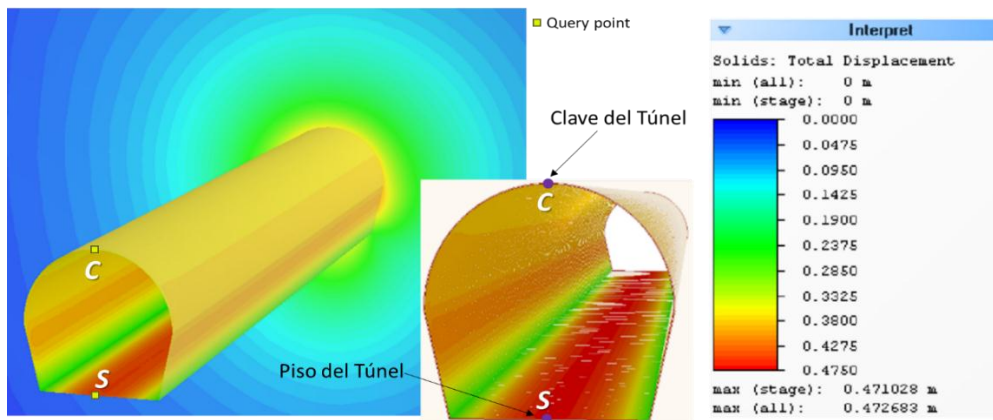 Query point
Clave del Túnel
C
C
S
Piso del Túnel
S
Interpret
Solids: Total Displacement
min (all): 0 m
min (stage): 0 m
0.0000
0.0475
0.0950
0.1425
0.1900
0.2375
0.2850
0.3325
0.3800
0.4275
0.4750
max (stage): 0.471028 m
max (all): 0.472683 m